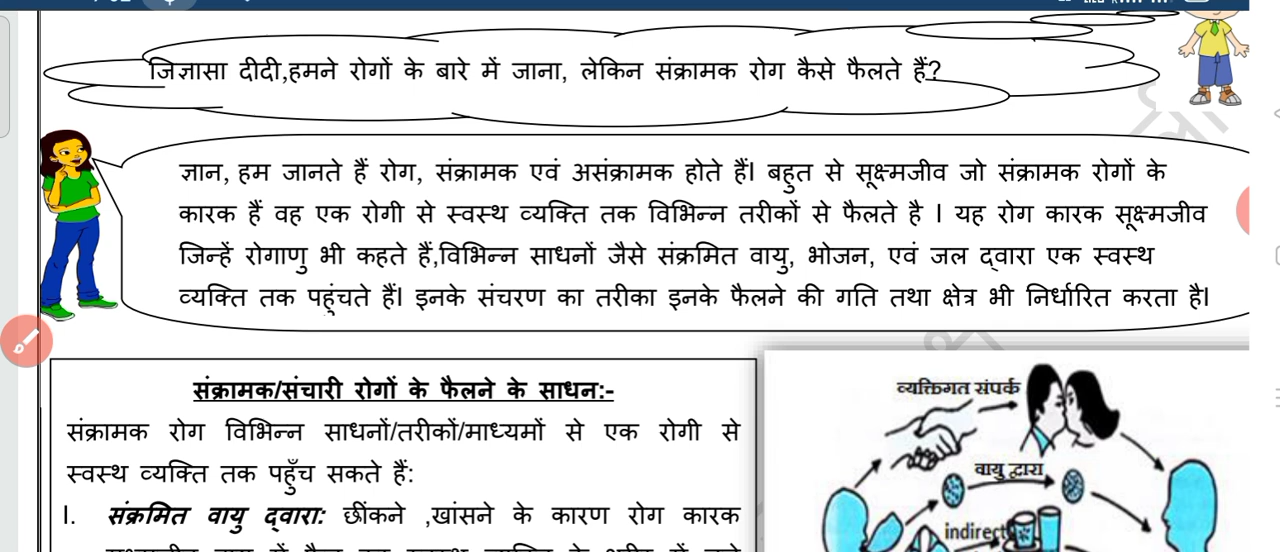 जिज्ञासा दीदी,हमने रोगों के बारे में जाना, लेकिन संक्रामक रोग कैसे फैलते हैं?
ज्ञान, हम जानते हैं रोग, संक्रामक एवं असंक्रामक होते हैं। बहुत से सूक्ष्मजीव जो संक्रामक रोगों के
कारक हैं वह एक रोगी से स्वस्थ व्यक्ति तक विभिन्न तरीकों से फैलते है । यह रोग कारक सूक्ष्मजीव
जिन्हें रोगाणु भी कहते हैं,विभिन्न साधनों जैसे संक्रमित वायु, भोजन, एवं जल द्वारा एक स्वस्थ
व्यक्ति तक पहुंचते हैं। इनके संचरण का तरीका इनके फैलने की गति तथा क्षेत्र भी निर्धारित करता है।
संक्रामक/संचारी रोगों के फैलने के साधन:-
संक्रामक रोग विभिन्न साधनों/तरीकों/माध्यमों से एक रोगी से
स्वस्थ व्यक्ति तक पहुँच सकते हैं:
I. संक्रमित वायु द्वारा: छींकने ,खांसने के कारण रोग कारक
व्यक्तिगत संपर्क
वायु द्वारा
indirect